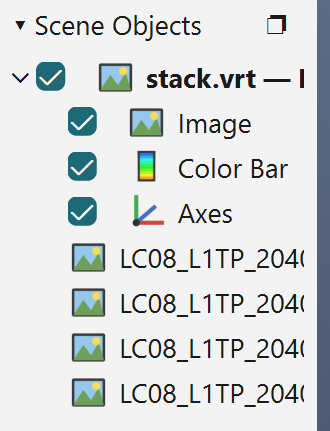 Scene Objects
stack.vrt —
Image
Color Bar
Axes
LC08_L1TP_204
LC08_L1TP_204
LC08_L1TP_204
LC08_L1TP_204